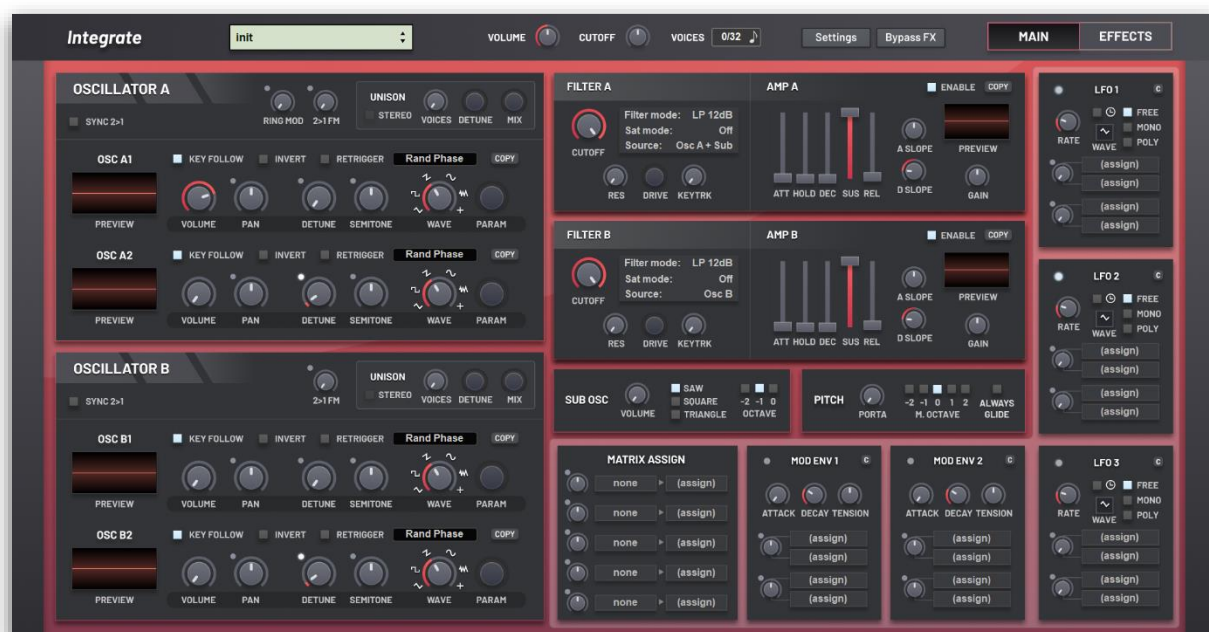 Integrate
init
VOLUME CUTOFF VOICES 0/32 Settings Bypass FX MAIN EFFECTS
OSCILLATOR A
SYNC 2>1
RING MOD 2>1 FM
UNISON
STEREO VOICES DETUNE MIX
OSC A1 KEY FOLLOW INVERT RETRIGGER Rand Phase COPY
PREVIEW VOLUME PAN DETUNE SEMITONE WAVE PARAM
OSC A2 KEY FOLLOW INVERT RETRIGGER Rand Phase COPY
PREVIEW VOLUME PAN DETUNE SEMITONE WAVE PARAM
OSCILLATOR B
SYNC 2>1
2>1 FM
UNISON
STEREO VOICES DETUNE MIX
OSC B1 KEY FOLLOW INVERT RETRIGGER Rand Phase COPY
PREVIEW VOLUME PAN DETUNE SEMITONE WAVE PARAM
OSC B2 KEY FOLLOW INVERT RETRIGGER Rand Phase COPY
PREVIEW VOLUME PAN DETUNE SEMITONE WAVE PARAM
FILTER A
CUTOFF
Filter mode: LP 12dB
Sat mode: Off
Source: Osc A + Sub
RES DRIVE KEYTRK
AMP A ENABLE COPY
A SLOPE PREVIEW
ATT HOLD DEC SUS REL D SLOPE GAIN
FILTER B
CUTOFF
Filter mode: LP 12dB
Sat mode: Off
Source: Osc B
RES DRIVE KEYTRK
AMP B ENABLE COPY
A SLOPE PREVIEW
ATT HOLD DEC SUS REL D SLOPE GAIN
SUB OSC VOLUME
SAW
SQUARE
TRIANGLE
-2 -1 0
OCTAVE
PITCH PORTA
-2 -1 0 1 2
M. OCTAVE
ALWAYS
GLIDE
MATRIX ASSIGN
none (assign)
none (assign)
none (assign)
none (assign)
none (assign)
MOD ENV 1 C
ATTACK DECAY TENSION
(assign)
(assign)
(assign)
(assign)
MOD ENV 2 C
ATTACK DECAY TENSION
(assign)
(assign)
(assign)
(assign)
LFO 1 C
FREE
MONO
POLY
RATE WAVE
(assign)
(assign)
(assign)
(assign)
LFO 2 C
FREE
MONO
POLY
RATE WAVE
(assign)
(assign)
(assign)
(assign)
LFO 3 C
FREE
MONO
POLY
RATE WAVE
(assign)
(assign)
(assign)
(assign)